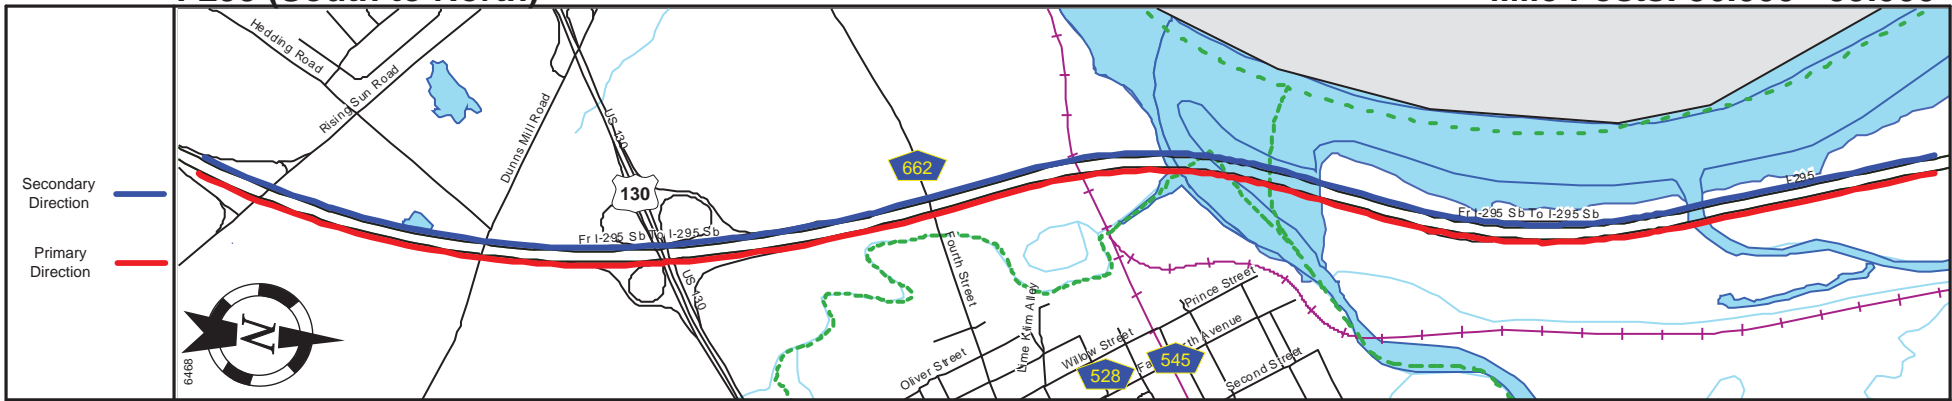 Secondary
Direction
Primary
Direction
Hedding Road
Rising Sun Road
Dunns Mill Road
US 130
130
Fr I-295 Sb To I-295 Sb
US 130
662
Fourth Street
Lime Kiln Alley
Oliver Street
Willow Street
Prince Street
528
545
Second Street
Fr I-295 Sb To I-295 Sb
I-295
N
6468